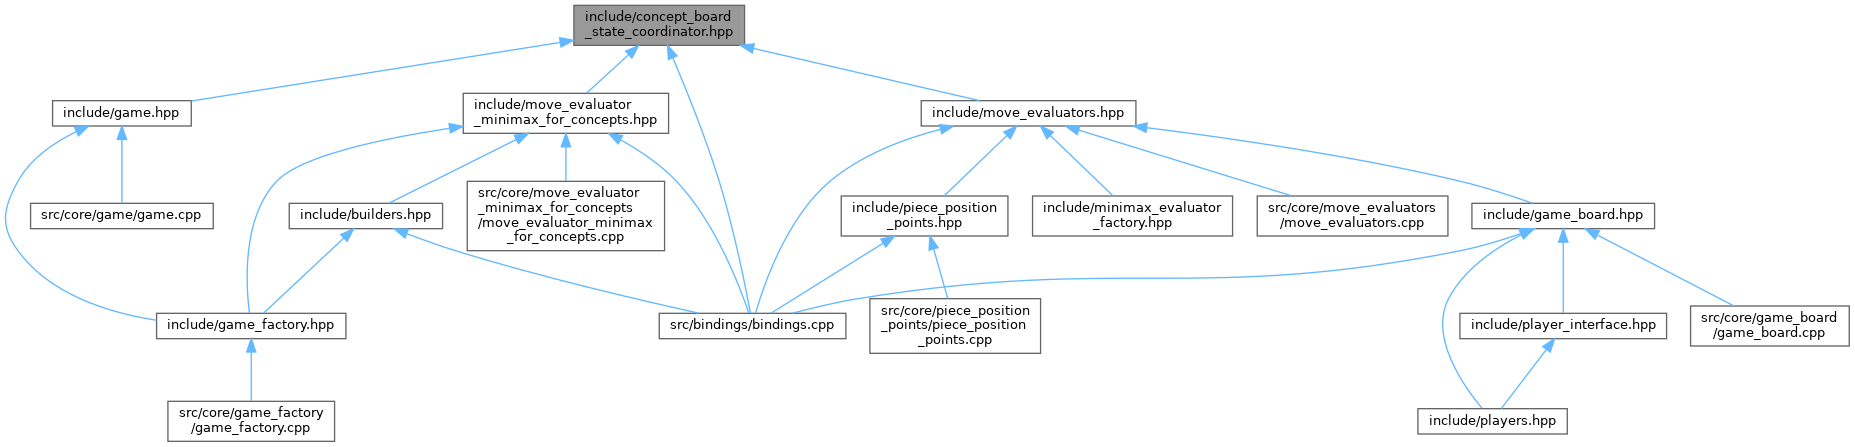 include/concept_board
_state_coordinator.hpp
include/game.hpp
include/move_evaluator
_minimax_for_concepts.hpp
include/move_evaluators.hpp
src/core/game/game.cpp
include/builders.hpp
src/core/move_evaluator
_minimax_for_concepts
/move_evaluator_minimax
_for_concepts.cpp
include/piece_position
_points.hpp
include/minimax_evaluator
_factory.hpp
src/core/move_evaluators
/move_evaluators.cpp
include/game_board.hpp
include/game_factory.hpp
src/bindings/bindings.cpp
src/core/piece_position
_points/piece_position
_points.cpp
include/player_interface.hpp
src/core/game_board
/game_board.cpp
src/core/game_factory
/game_factory.cpp
include/players.hpp